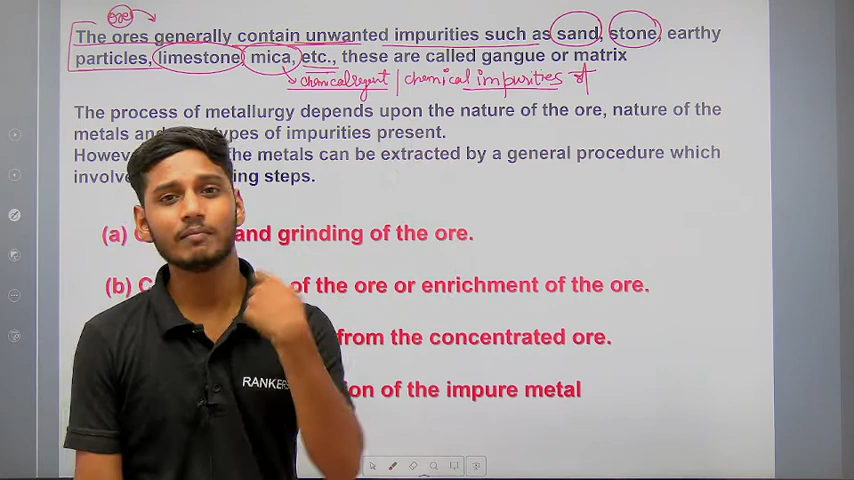 ore
The ores generally contain unwanted impurities such as sand, stone, earthy
particles, limestone, mica, etc., these are called gangue or matrix
chemical regent | chemical impurities
The process of metallurgy depends upon the nature of the ore, nature of the
metals and types of impurities present.
the metals can be extracted by a general procedure which
steps.
(a) and grinding of the ore.
(b) of the ore or enrichment of the ore.
from the concentrated ore.
of the impure metal
RANKERS